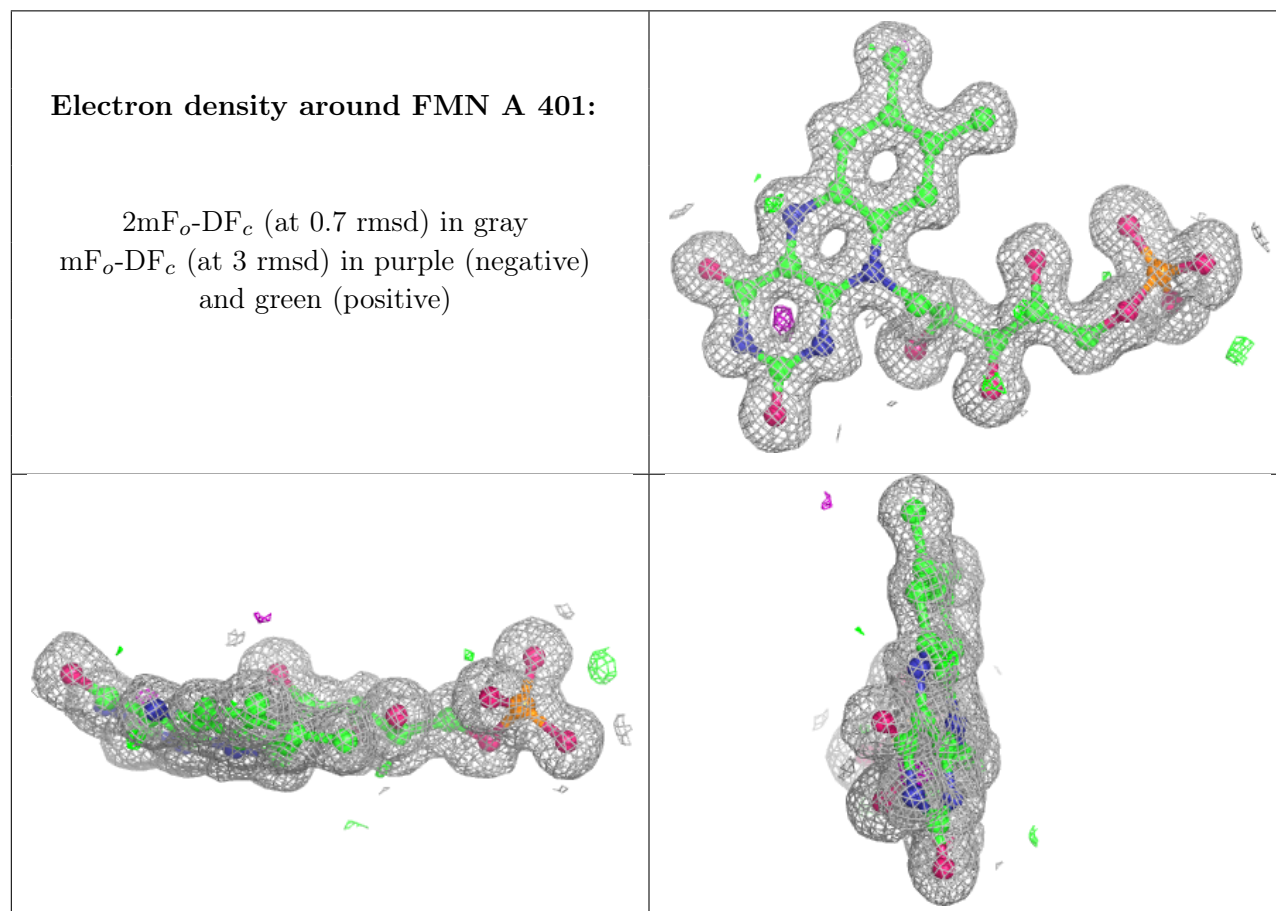 Electron density around FMN A 401:
2mFo-DFc (at 0.7 rmsd) in gray
mFo-DFc (at 3 rmsd) in purple (negative)
and green (positive)